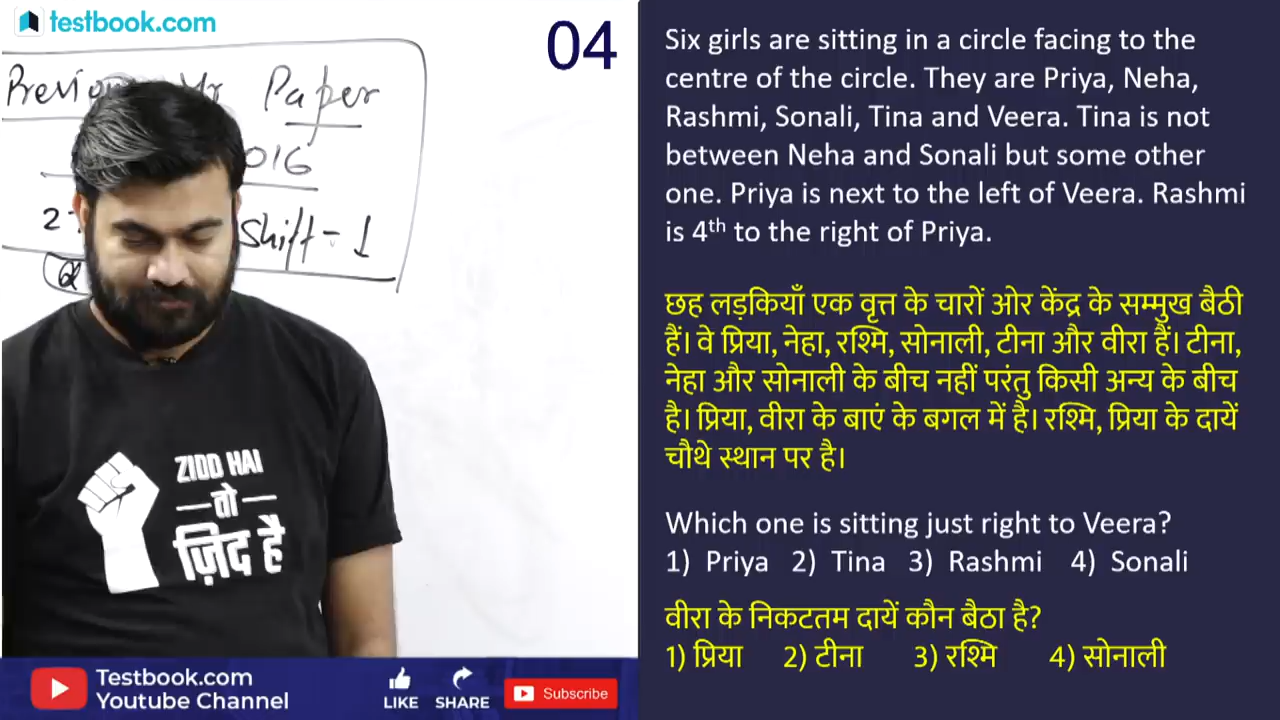 testbook.com
Paper
Shift-1
ZIDD HAI
तो
ज़िद है
Testbook.com
Youtube Channel
LIKE
SHARE
Subscribe
04
Six girls are sitting in a circle facing to the
centre of the circle. They are Priya, Neha,
Rashmi, Sonali, Tina and Veera. Tina is not
between Neha and Sonali but some other
one. Priya is next to the left of Veera. Rashmi
is 4th to the right of Priya.
छह लड़कियाँ एक वृत्त के चारों ओर केंद्र के सम्मुख बैठी
हैं। वे प्रिया, नेहा, रश्मि, सोनाली, टीना और वीरा हैं। टीना,
नेहा और सोनाली के बीच नहीं परंतु किसी अन्य के बीच
है। प्रिया, वीरा के बाएं के बगल में है। रश्मि, प्रिया के दायें
चौथे स्थान पर है।
Which one is sitting just right to Veera?
1) Priya 2) Tina 3) Rashmi 4) Sonali
वीरा के निकटतम दायें कौन बैठा है?
1) प्रिया 2) टीना 3) रश्मि 4) सोनाली